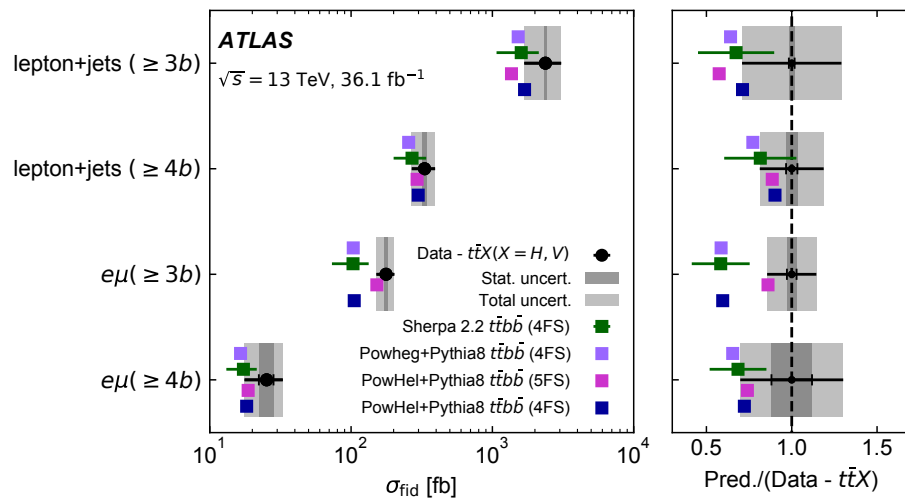 ATLAS
√s = 13 TeV, 36.1 fb⁻¹
lepton+jets ( ≥ 3b)
lepton+jets ( ≥ 4b)
eμ( ≥ 3b)
eμ( ≥ 4b)
Data - tt̄X(X = H, V)
Stat. uncert.
Total uncert.
Sherpa 2.2 tt̄bb̄ (4FS)
Powheg+Pythia8 tt̄bb̄ (4FS)
PowHel+Pythia8 tt̄bb̄ (5FS)
PowHel+Pythia8 tt̄bb̄ (4FS)
10¹ 10² 10³ 10⁴
σfid [fb]
0.5 1.0 1.5
Pred./(Data - tt̄X)